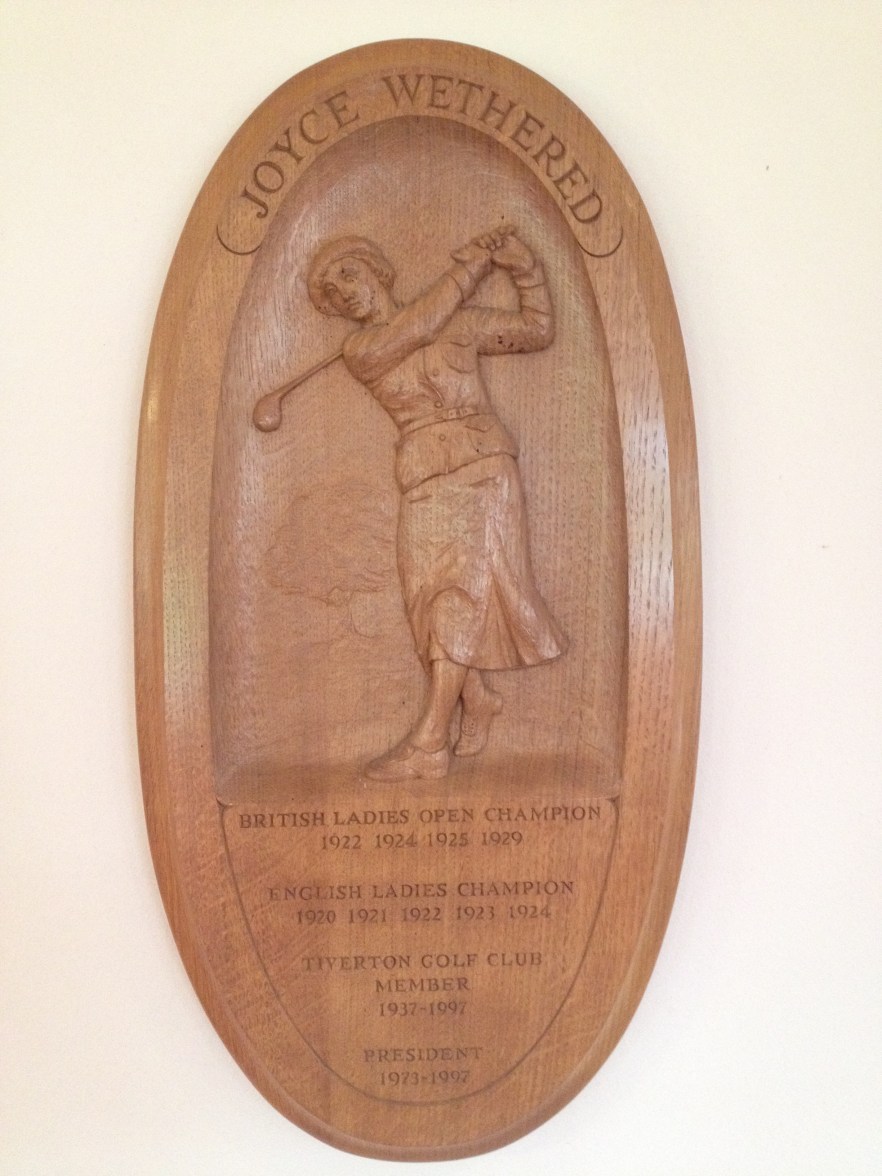 JOYCE WETHERED
BRITISH LADIES OPEN CHAMPION
1922 1924 1925 1929
ENGLISH LADIES CHAMPION
1920 1921 1922 1923 1924
TIVERTON GOLF CLUB
MEMBER
1937-1997
PRESIDENT
1973-1997